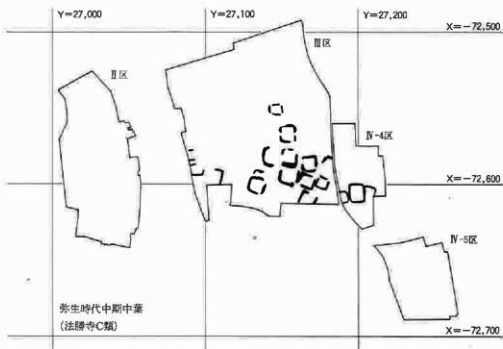 Y=27,000
Y=27,100
Y=27,200
X=-72,500
Ⅱ区
Ⅲ区
Ⅳ-4区
X=-72,600
Ⅳ-5区
弥生時代中期中葉
(法勝寺C類)
X=-72,700